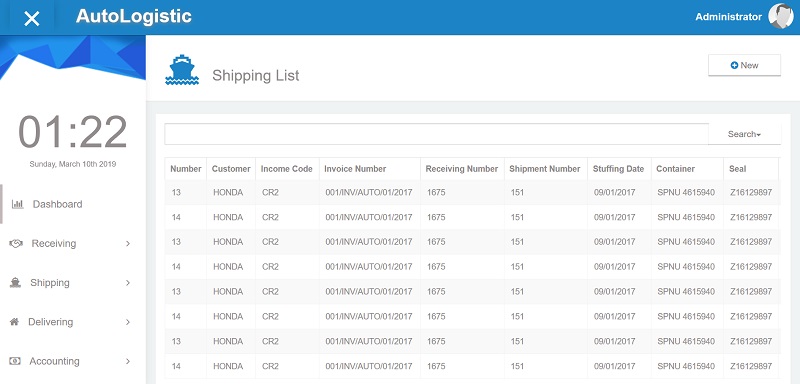 AutoLogistic
Administrator
Shipping List
New
01:22
Sunday, March 10th 2019
Search
Dashboard
Receiving
Shipping
Delivering
Accounting
Number Customer Income Code Invoice Number Receiving Number Shipment Number Stuffing Date Container Seal
13 HONDA CR2 001/INV/AUTO/01/2017 1675 151 09/01/2017 SPNU 4615940 Z16129897
14 HONDA CR2 001/INV/AUTO/01/2017 1675 151 09/01/2017 SPNU 4615940 Z16129897
13 HONDA CR2 001/INV/AUTO/01/2017 1675 151 09/01/2017 SPNU 4615940 Z16129897
14 HONDA CR2 001/INV/AUTO/01/2017 1675 151 09/01/2017 SPNU 4615940 Z16129897
13 HONDA CR2 001/INV/AUTO/01/2017 1675 151 09/01/2017 SPNU 4615940 Z16129897
14 HONDA CR2 001/INV/AUTO/01/2017 1675 151 09/01/2017 SPNU 4615940 Z16129897
13 HONDA CR2 001/INV/AUTO/01/2017 1675 151 09/01/2017 SPNU 4615940 Z16129897
14 HONDA CR2 001/INV/AUTO/01/2017 1675 151 09/01/2017 SPNU 4615940 Z16129897